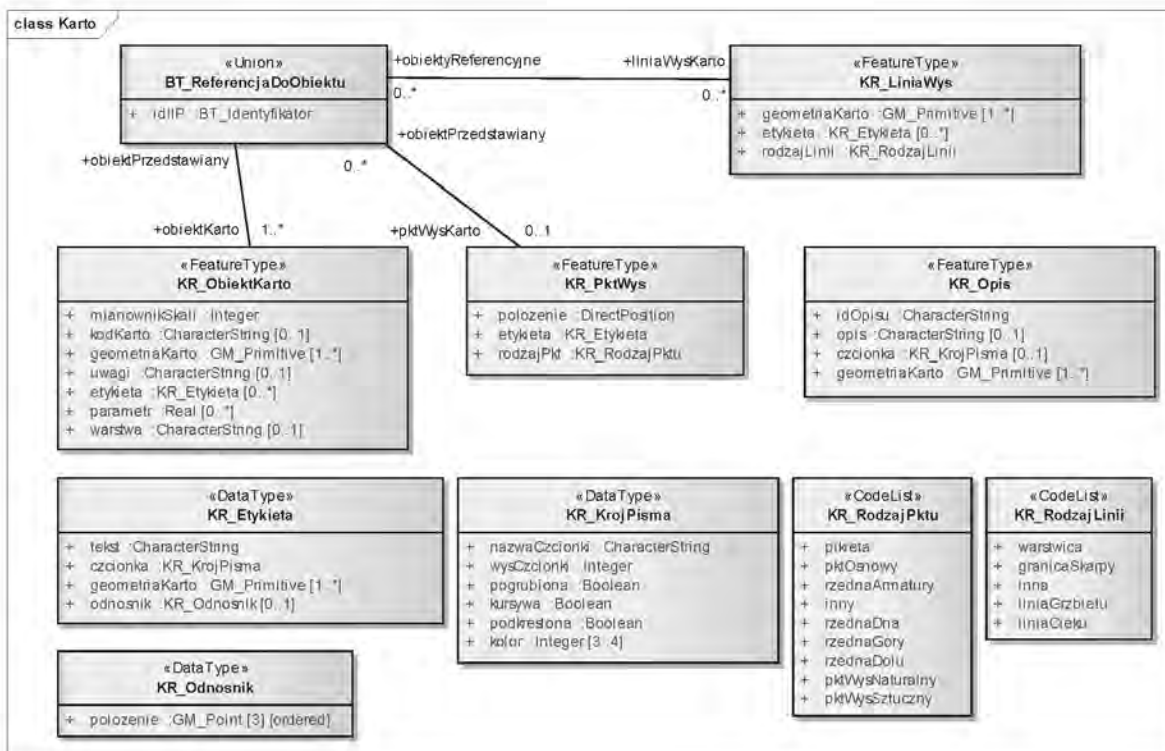 class Karto
«Union»
BT_ReferencjaDoObiektu
+ idIIP :BT_Identyfikator
+obiektyReferencyjne
0..*
+liniaWysKarto
0..*
«FeatureType»
KR_LiniaWys
+ geometriaKarto :GM_Primitive [1..*]
+ etykieta :KR_Etykieta [0..*]
+ rodzajLinii :KR_RodzajLinii
+obiektPrzedstawiany
+obiektPrzedstawiany
0..*
+obiektKarto
1..*
+pktWysKarto
0..1
«FeatureType»
KR_ObiektKarto
+ mianownikSkali :Integer
+ kodKarto :CharacterString [0..1]
+ geometriaKarto :GM_Primitive [1..*]
+ uwagi :CharacterString [0..1]
+ etykieta :KR_Etykieta [0..*]
+ parametr :Real [0..*]
+ warstwa :CharacterString [0..1]
«FeatureType»
KR_PktWys
+ polozenie :DirectPosition
+ etykieta :KR_Etykieta
+ rodzajPkt :KR_RodzajPktu
«FeatureType»
KR_Opis
+ idOpisu :CharacterString
+ opis :CharacterString [0..1]
+ czcionka :KR_KrojPisma [0..1]
+ geometriaKarto :GM_Primitive [1..*]
«DataType»
KR_Etykieta
+ tekst :CharacterString
+ czcionka :KR_KrojPisma
+ geometriaKarto :GM_Primitive [1..*]
+ odnosnik :KR_Odnosnik [0..1]
«DataType»
KR_KrojPisma
+ nazwaCzcionki :CharacterString
+ wysCzcionki :Integer
+ pogrubiona :Boolean
+ kursywa :Boolean
+ podkreslona :Boolean
+ kolor :Integer [3..4]
«CodeList»
KR_RodzajPktu
+ pikieta
+ pktOsnowy
+ rzednaArmatury
+ inny
+ rzednaDna
+ rzednaGory
+ rzednaDolu
+ pktWysNaturalny
+ pktWysSztuczny
«CodeList»
KR_RodzajLinii
+ warstwica
+ granicaSkarpy
+ inna
+ liniaGrzbietu
+ liniaCieku
«DataType»
KR_Odnosnik
+ polozenie :GM_Point [3] {ordered}